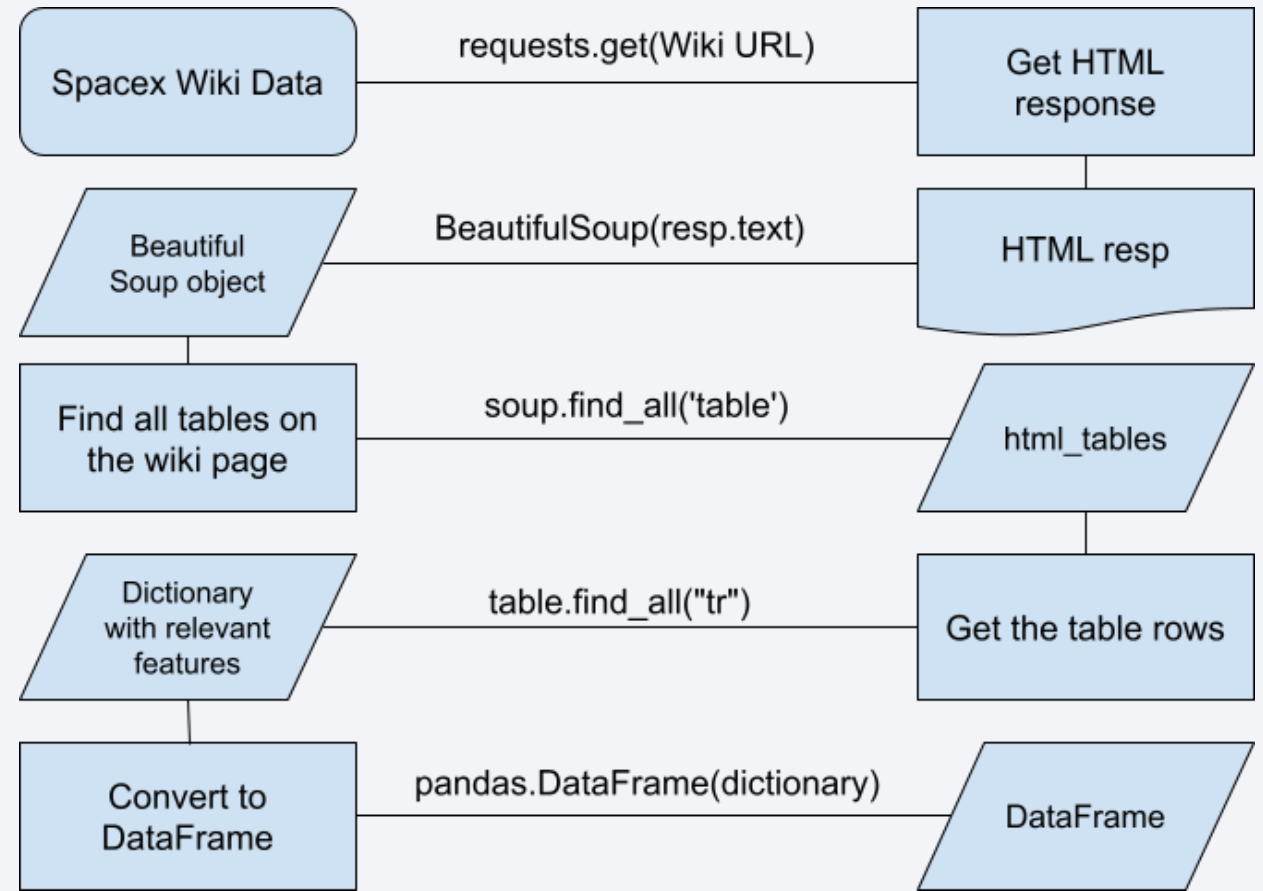 Spacex Wiki Data
requests.get(Wiki URL)
Get HTML
response
Beautiful
Soup object
BeautifulSoup(resp.text)
HTML resp
Find all tables on
the wiki page
soup.find_all('table')
html_tables
Dictionary
with relevant
features
table.find_all("tr")
Get the table rows
Convert to
DataFrame
pandas.DataFrame(dictionary)
DataFrame